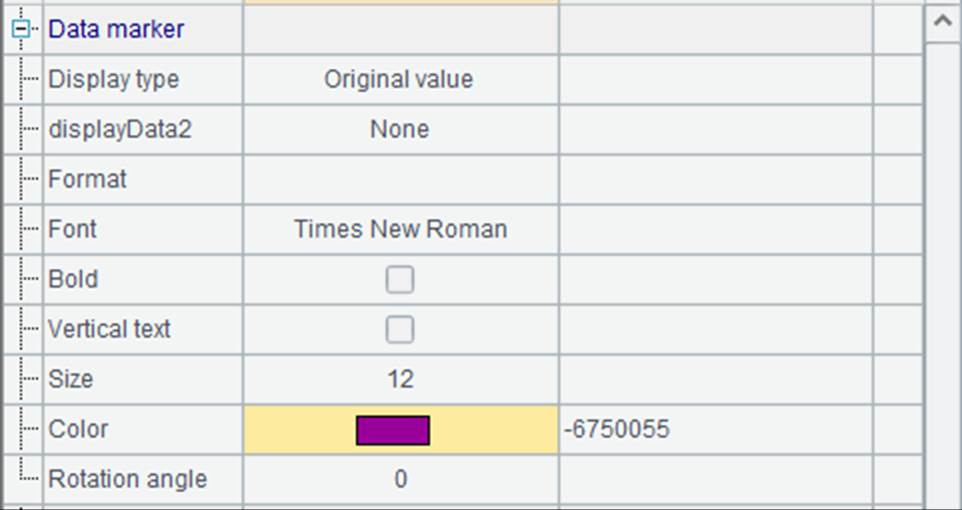 Data marker
Display type Original value
displayData2 None
Format
Font Times New Roman
Bold
Vertical text
Size 12
Color -6750055
Rotation angle 0